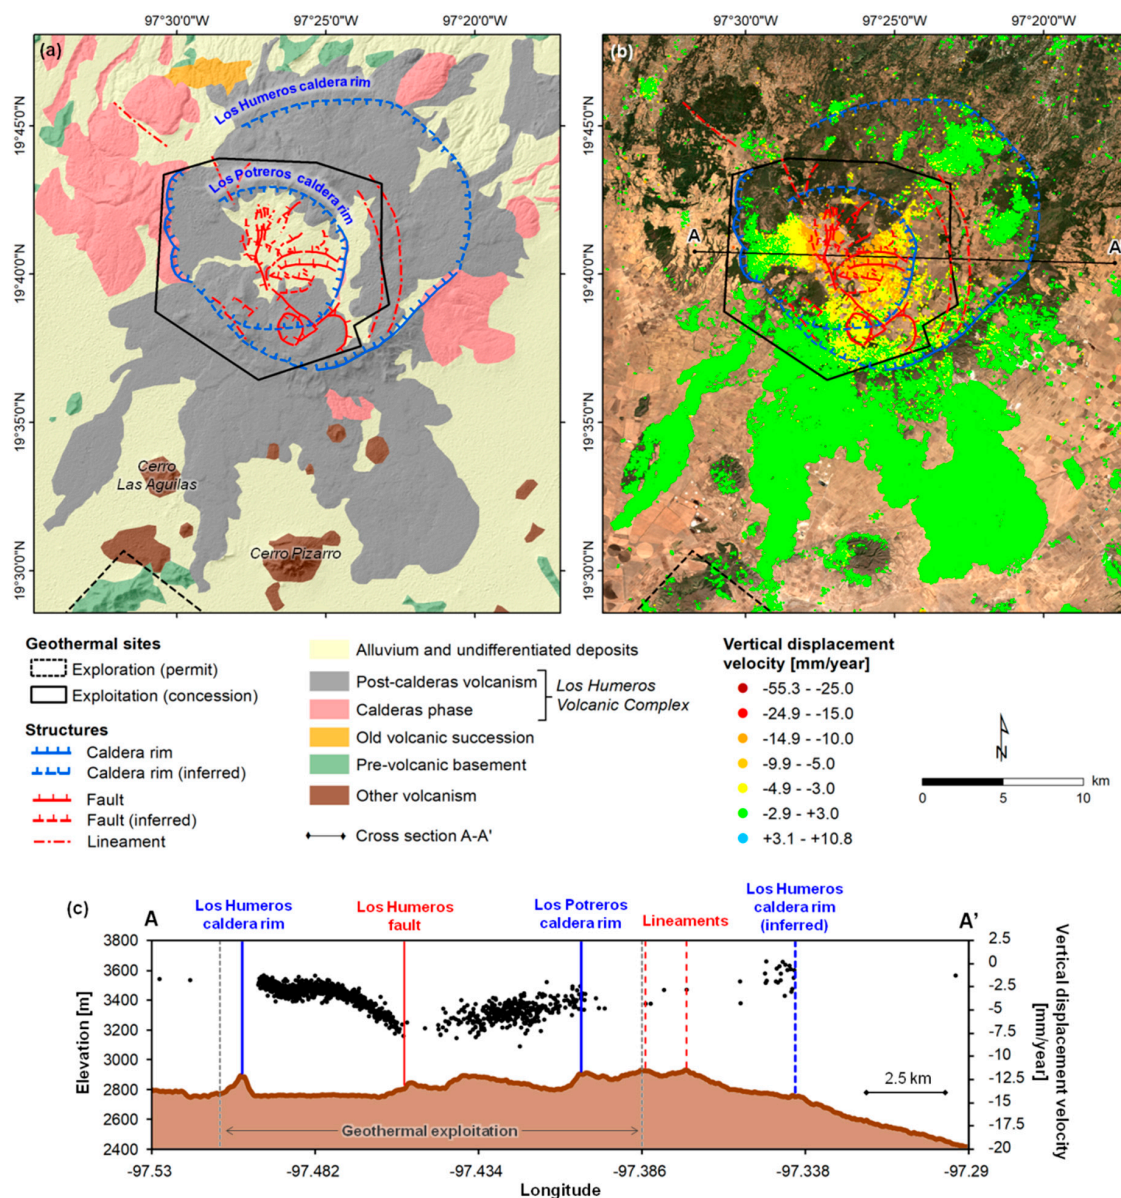 97°30'0"W 97°25'0"W 97°20'0"W
97°30'0"W 97°25'0"W 97°20'0"W
(a)
Los Humeros caldera rim
Los Potreros caldera rim
Cerro
Las Aguilas
Cerro Pizarro
19°45'0"N
19°40'0"N
19°35'0"N
19°30'0"N
(b)
A
A
19°45'0"N
19°40'0"N
19°35'0"N
19°30'0"N
Geothermal sites
Exploration (permit)
Exploitation (concession)
Structures
Caldera rim
Caldera rim (inferred)
Fault
Fault (inferred)
Lineament
Alluvium and undifferentiated deposits
Post-calderas volcanism
Calderas phase
Los Humeros
Volcanic Complex
Old volcanic succession
Pre-volcanic basement
Other volcanism
Cross section A-A'
Vertical displacement
velocity [mm/year]
-55.3 - -25.0
-24.9 - -15.0
-14.9 - -10.0
-9.9 - -5.0
-4.9 - -3.0
-2.9 - +3.0
+3.1 - +10.8
N
km
0 5 10
(c)
A
Los Humeros
caldera rim
Los Humeros
fault
Los Potreros
caldera rim
Lineaments
Los Humeros
caldera rim
(inferred)
A'
Elevation [m]
3800
3600
3400
3200
3000
2800
2600
2400
2.5
0
-2.5
-5
-7.5
-10
-12.5
-15
-17.5
-20
Vertical displacement velocity
[mm/year]
2.5 km
Geothermal exploitation
-97.53 -97.482 -97.434 -97.386 -97.338 -97.29
Longitude